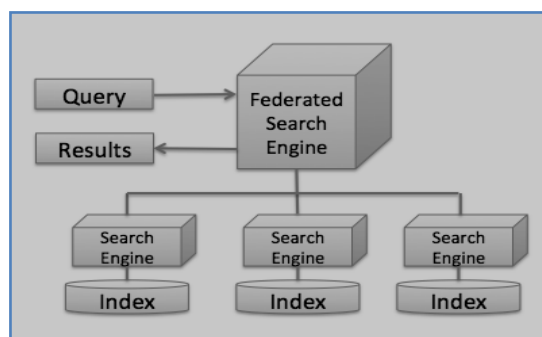 Query
Results
Federated
Search
Engine
Search
Engine
Search
Engine
Search
Engine
Index
Index
Index